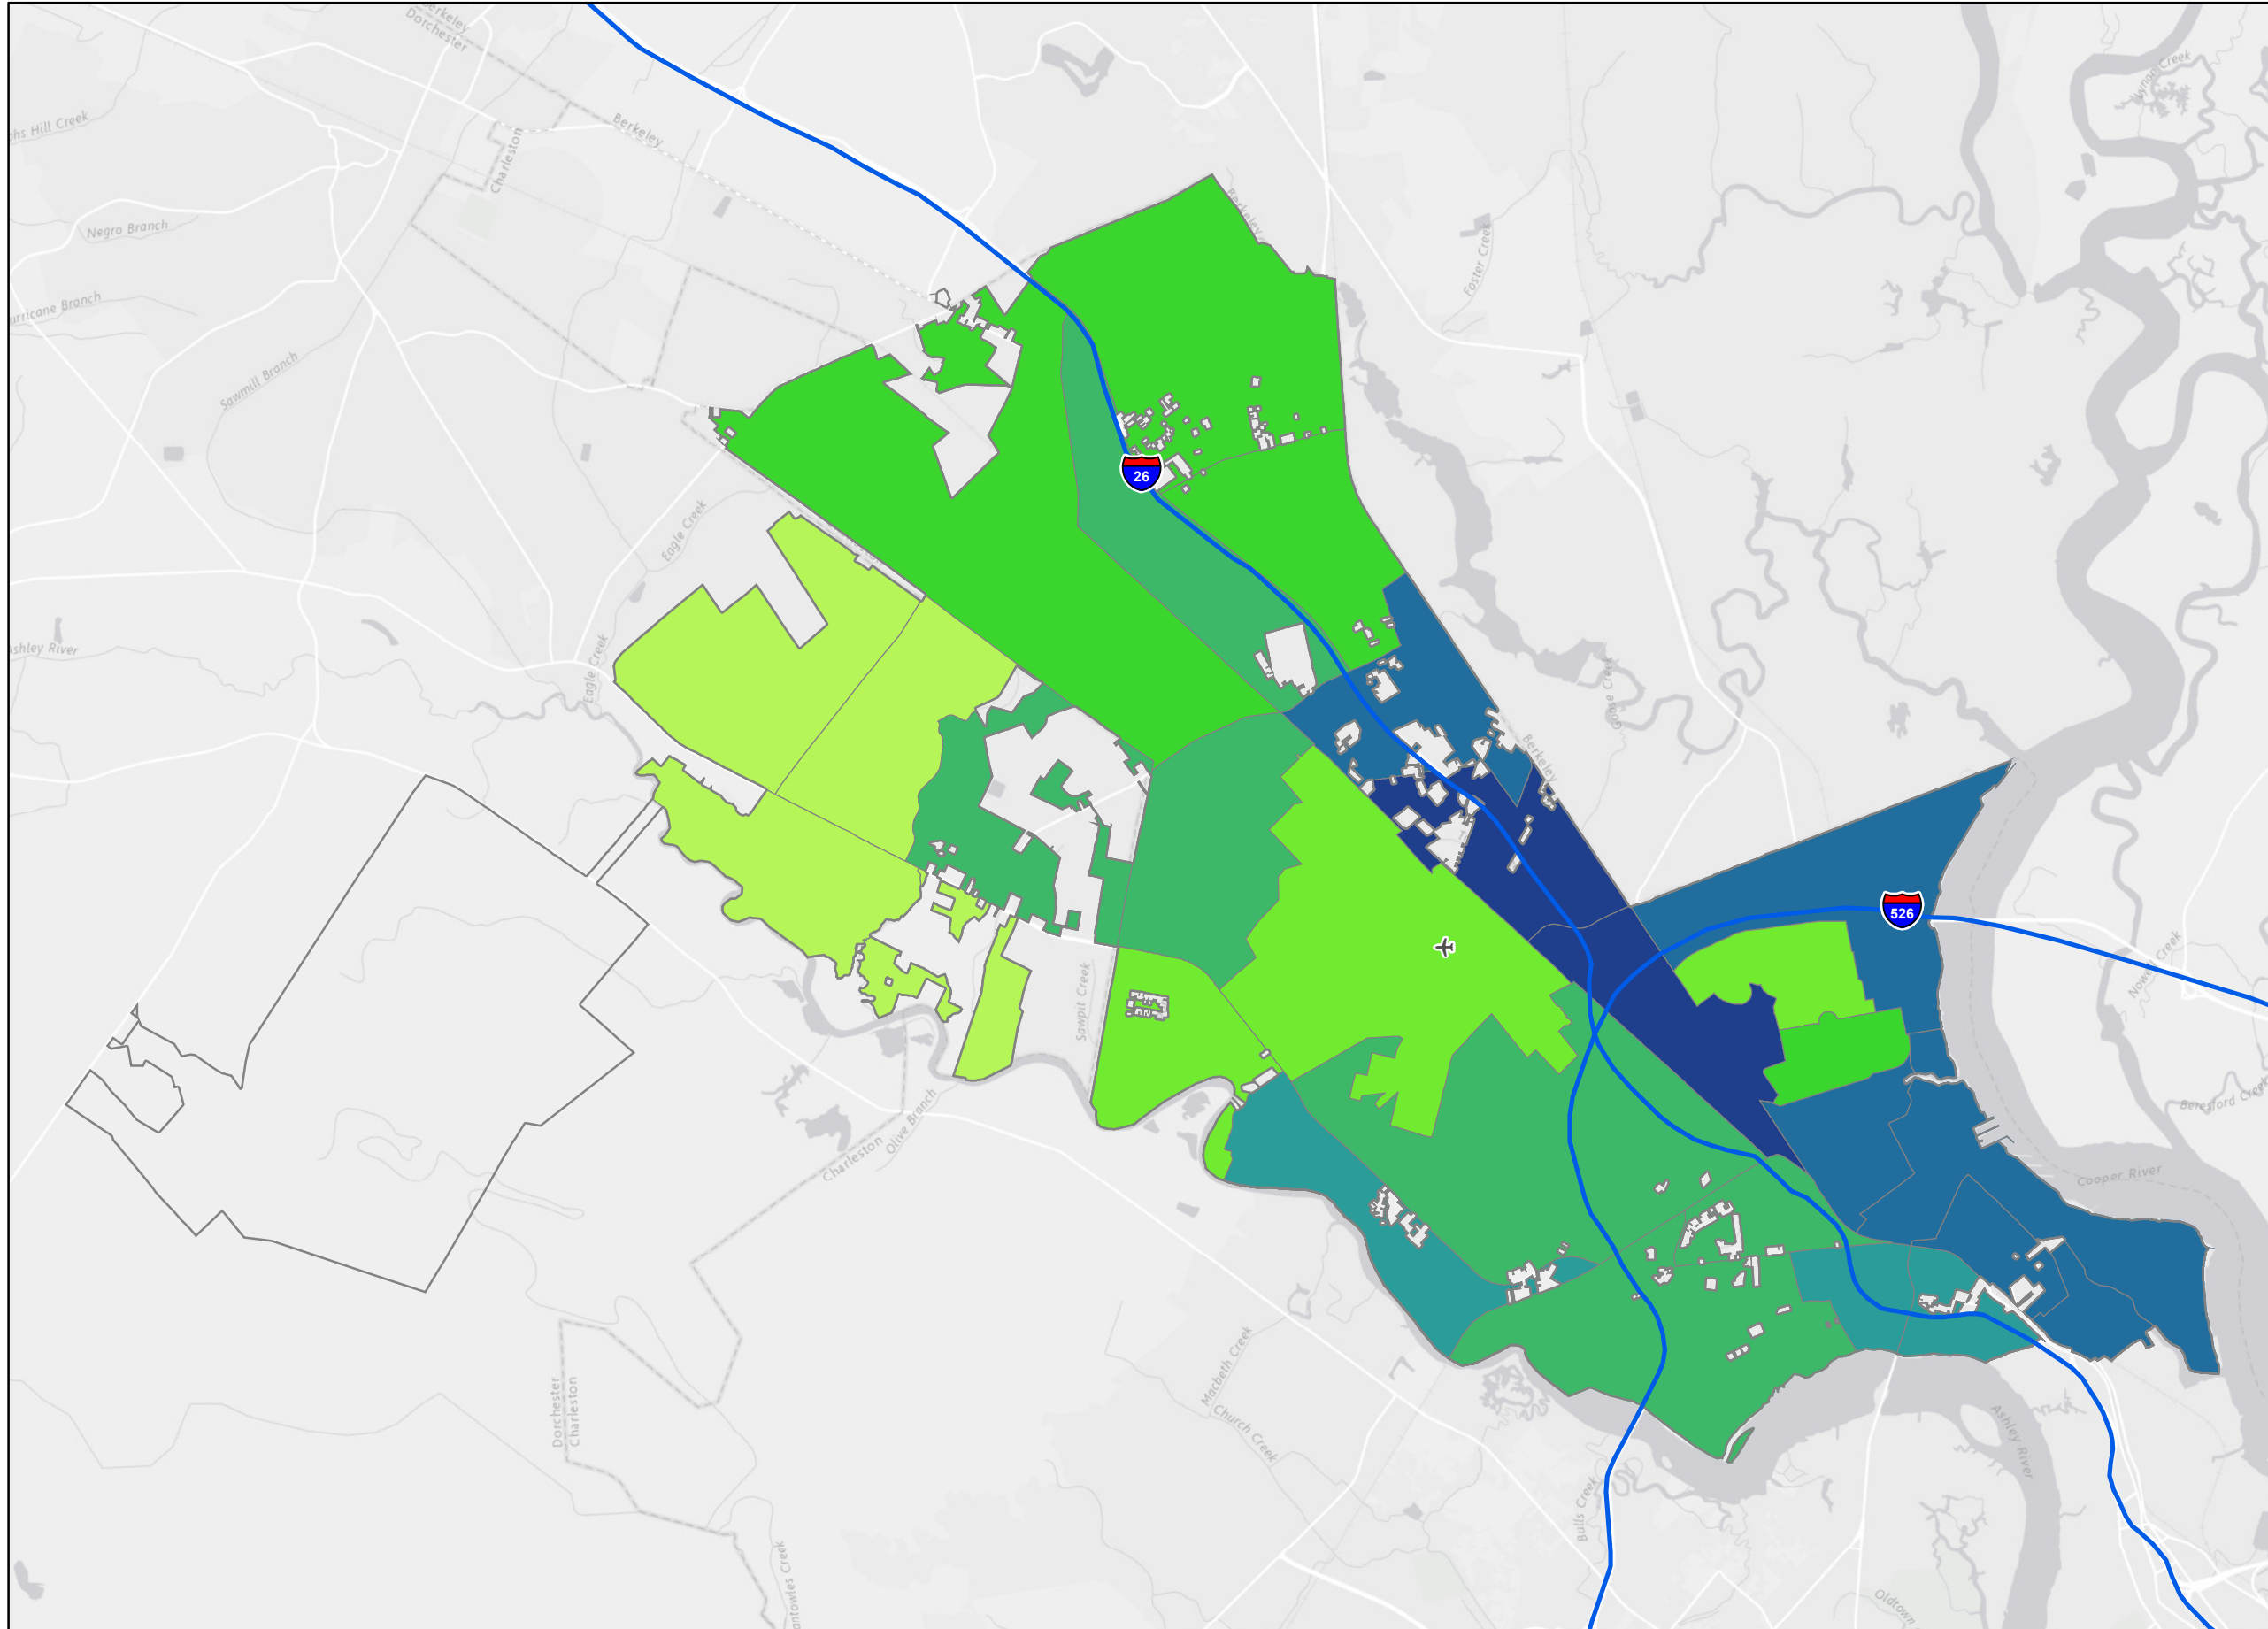 Berkeley
Dorchester
Charleston
Berkeley
Negro Branch
Sawmill Branch
Eagle Creek
Eagle Creek
Ashley River
Berkeley
Foster Creek
Goose Creek
Berkeley
26
526
Nowell Creek
Beresford Creek
Cooper River
Sawpit Creek
Olive Branch
Charleston
Dorchester
Charleston
Macbeth Creek
Church Creek
Bulls Creek
Ashley River
Oldtown